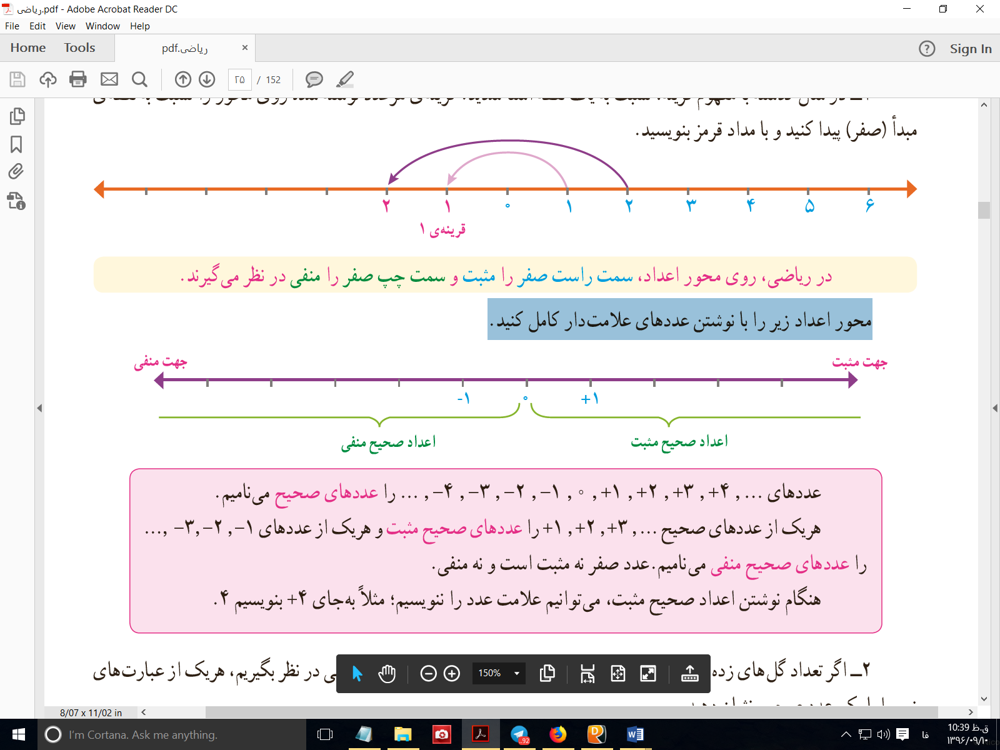 ریاضی.pdf - Adobe Acrobat Reader DC
File Edit View Window Help
Home Tools ریاضی.pdf × ? Sign In
۲۵ / 152
مبدأ (صفر) پیدا کنید و با مداد قرمز بنویسید.
۲ ۱ ۰ ۱ ۲ ۳ ۴ ۵ ۶
قرینه‌ی ۱
در ریاضی، روی محور اعداد، سمت راست صفر را مثبت و سمت چپ صفر را منفی در نظر می‌گیرند.
محور اعداد زیر را با نوشتن عددهای علامت‌دار کامل کنید.
جهت منفی جهت مثبت
-۱ ۰ +۱
اعداد صحیح منفی اعداد صحیح مثبت
عددهای ... , +۴ , +۳ , +۲ , +۱ , ۰ , −۱ , −۲ , −۳ , −۴ , ... را عددهای صحیح می‌نامیم.
هریک از عددهای صحیح ... , +۳ , +۲ , +۱ را عددهای صحیح مثبت و هریک از عددهای −۱ , −۲ , −۳ , ...
را عددهای صحیح منفی می‌نامیم. عدد صفر نه مثبت است و نه منفی.
هنگام نوشتن اعداد صحیح مثبت، می‌توانیم علامت عدد را ننویسیم؛ مثلاً به‌جای +۴ بنویسیم ۴.
۲ـ اگر تعداد گل‌های زده در نظر بگیریم، هریک از عبارت‌های
150%
8/07 x 11/02 in
I'm Cortana. Ask me anything.
..92
فا
10:39 ق.ظ
۱۳۹۶/۰۹/۱۰